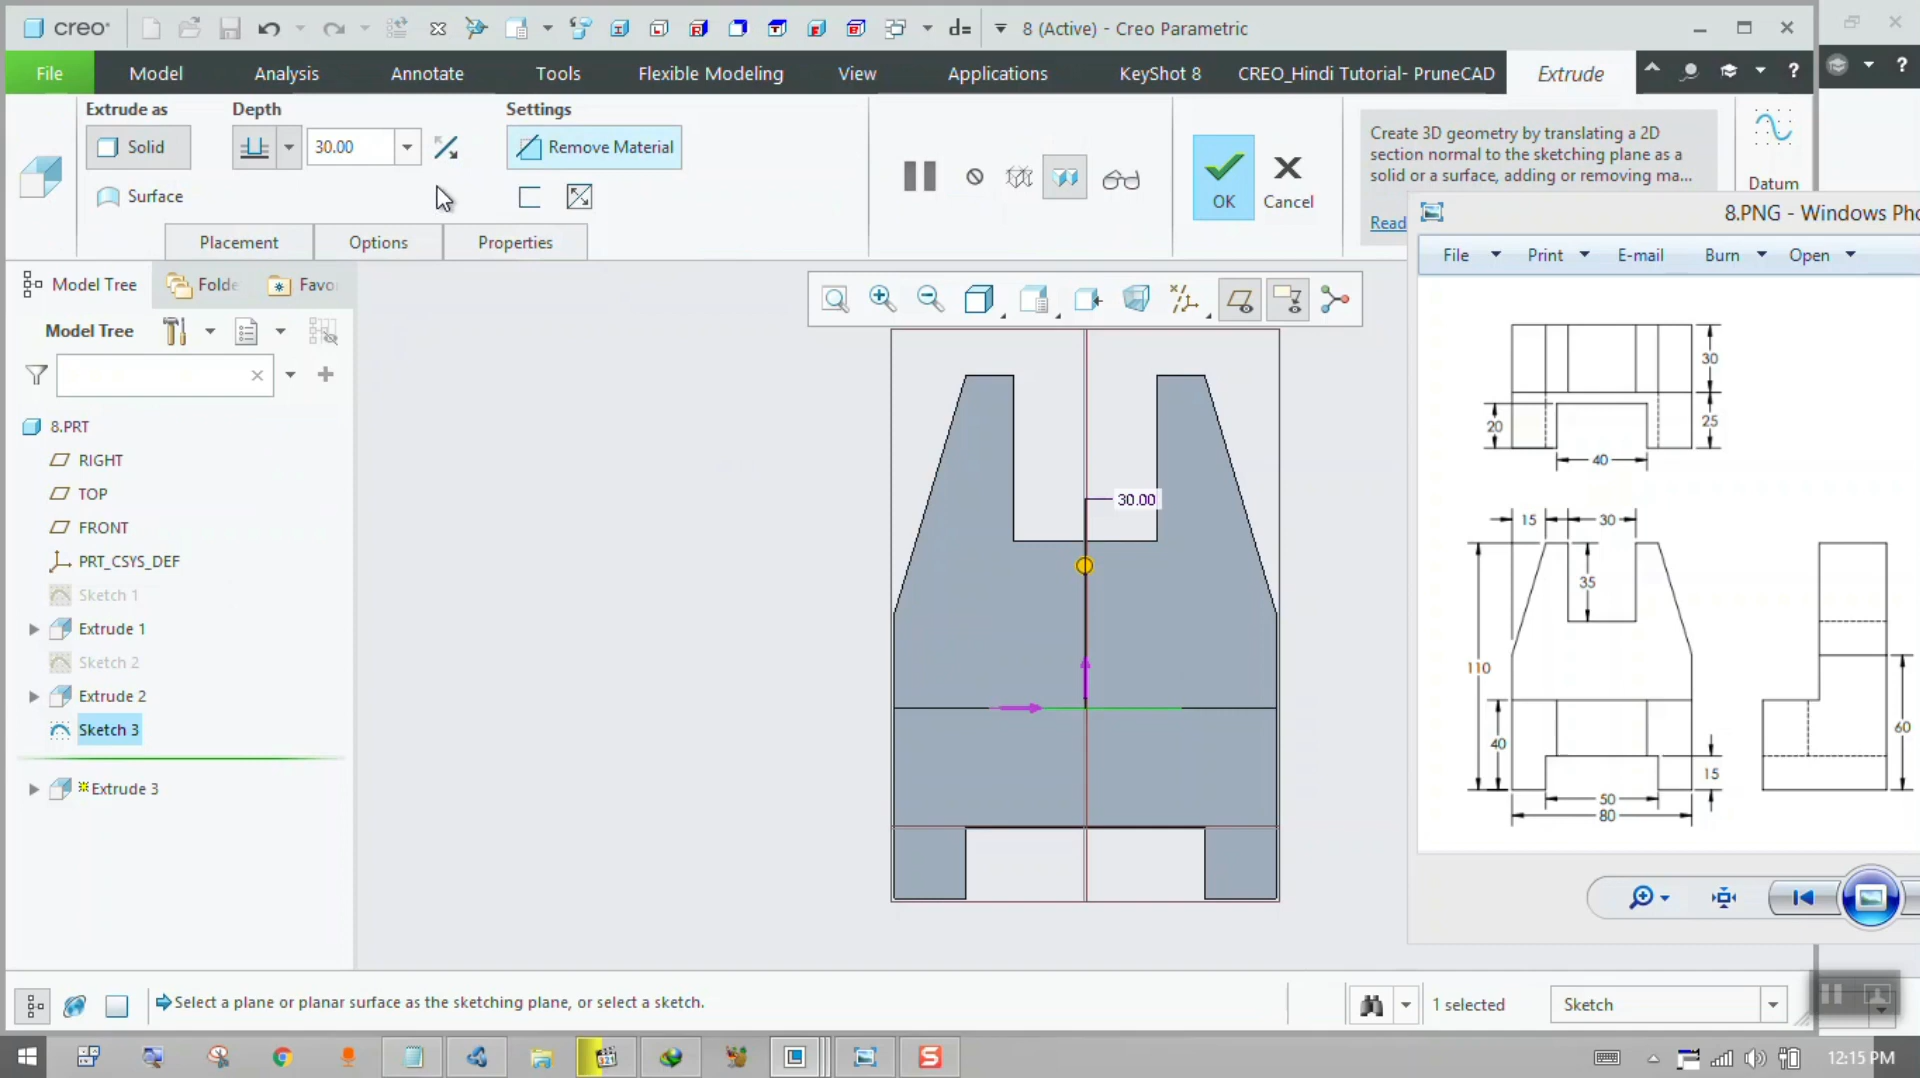 creo·
d=
8 (Active) - Creo Parametric
File
Model
Analysis
Annotate
Tools
Flexible Modeling
View
Applications
KeyShot 8
CREO_Hindi Tutorial- PruneCAD
Extrude
?
?
Extrude as
Depth
Settings
Solid
30.00
Remove Material
Surface
OK
Cancel
Create 3D geometry by translating a 2D
section normal to the sketching plane as a
solid or a surface, adding or removing ma...
Read
Datum
Placement
Options
Properties
8.PNG - Windows Pho
File
Print
E-mail
Burn
Open
Model Tree
Folde
Favo
Model Tree
8.PRT
RIGHT
TOP
FRONT
PRT_CSYS_DEF
Sketch 1
Extrude 1
Sketch 2
Extrude 2
Sketch 3
Extrude 3
30.00
30
20
25
40
15
30
35
110
40
60
15
50
80
Select a plane or planar surface as the sketching plane, or select a sketch.
1 selected
Sketch
321
S
12:15 PM